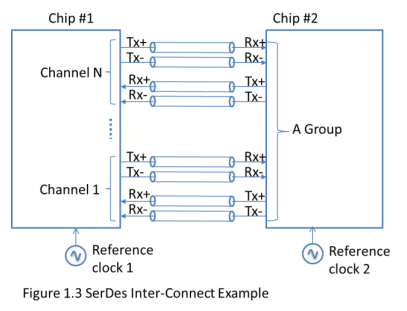 Chip #1
Chip #2
Tx+
Rx+
Tx-
Rx-
Channel N
Rx+
Tx+
Rx-
Tx-
A Group
Tx+
Rx+
Tx-
Rx-
Channel 1
Rx+
Tx+
Rx-
Tx-
Reference
clock 1
Reference
clock 2
Figure 1.3 SerDes Inter-Connect Example